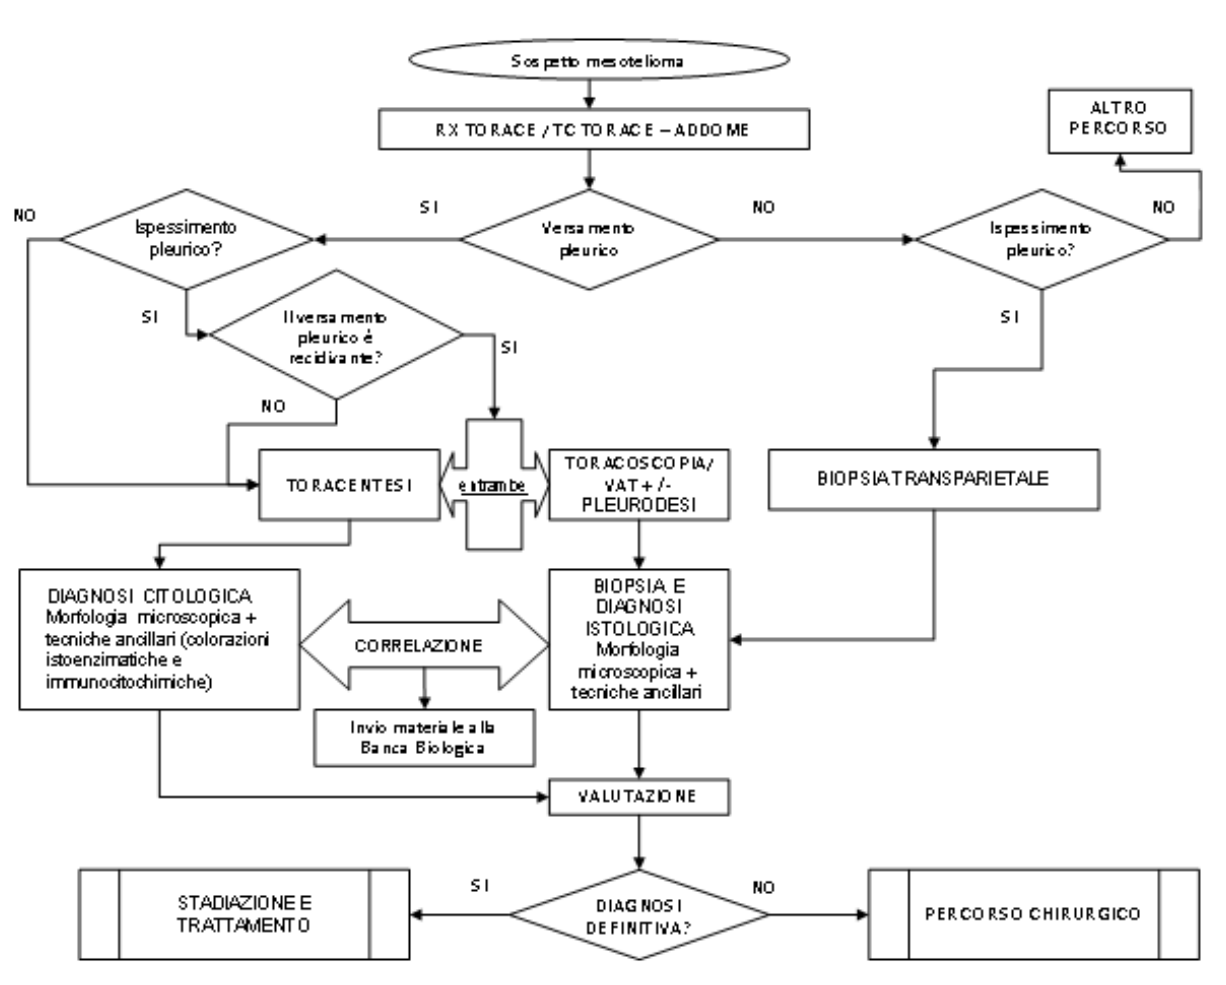 Sospetto mesotelioma
RX TORACE / TC TORACE – ADDOME
ALTRO
PERCORSO
NO
Ispessimento
pleurico?
SI
Versamento
pleurico
NO
Ispessimento
pleurico?
NO
SI
Il versamento
pleurico è
recidivante?
SI
SI
NO
TORACENTESI
entrambe
TORACOSCOPIA/
VAT + /-
PLEURODESI
BIOPSIA TRANSPARIETALE
DIAGNOSI CITOLOGICA
Morfologia microscopica +
tecniche ancillari (colorazioni
istoenzimatiche e
immunocitochimiche)
CORRELAZIONE
BIOPSIA E
DIAGNOSI
ISTOLOGICA
Morfologia
microscopica +
tecniche ancillari
Invio materiale alla
Banca Biologica
VALUTAZIONE
STADIAZIONE E
TRATTAMENTO
SI
DIAGNOSI
DEFINITIVA?
NO
PERCORSO CHIRURGICO